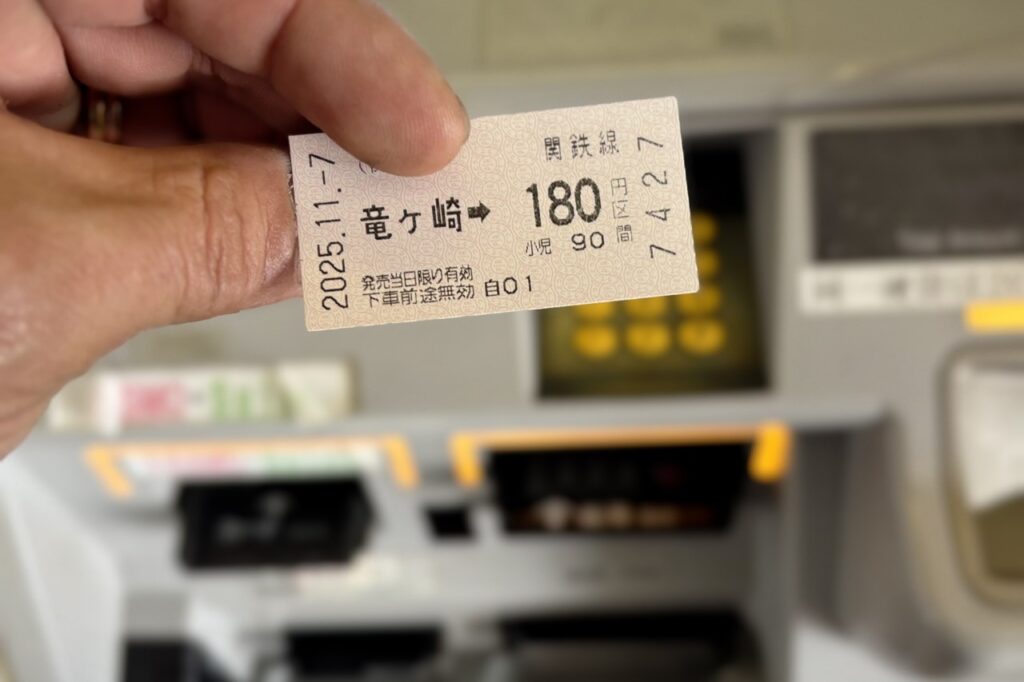 2025.11.-7
関鉄線
竜ヶ崎➡ 180円区間
小児 90
発売当日限り有効
下車前途無効 自01
7427